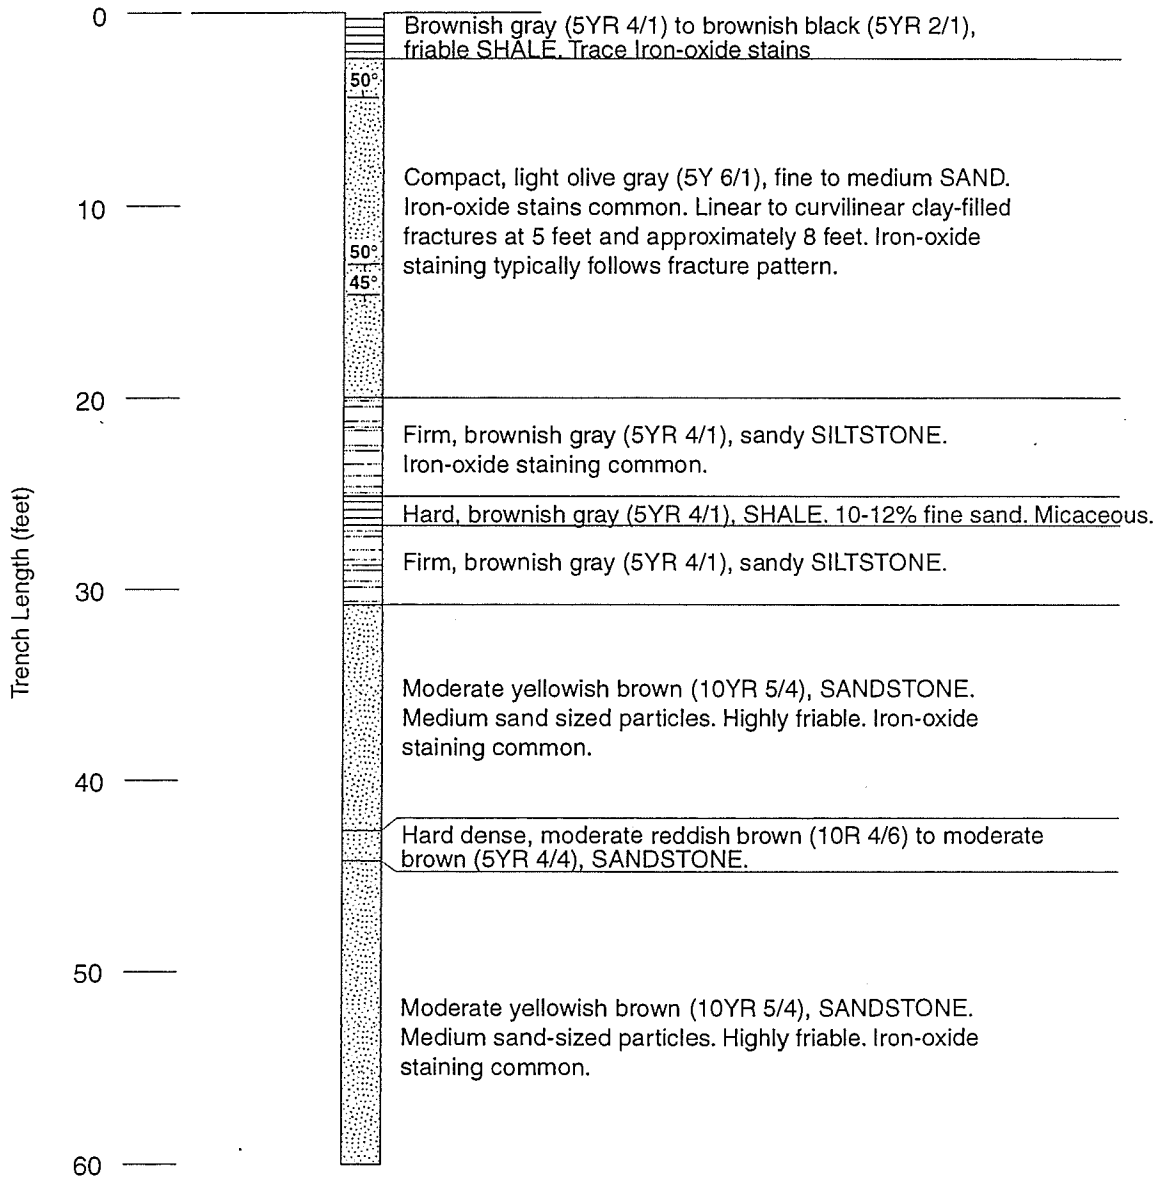 0
Brownish gray (5YR 4/1) to brownish black (5YR 2/1),
friable SHALE. Trace Iron-oxide stains
50°
Compact, light olive gray (5Y 6/1), fine to medium SAND.
Iron-oxide stains common. Linear to curvilinear clay-filled
fractures at 5 feet and approximately 8 feet. Iron-oxide
staining typically follows fracture pattern.
10
50°
45°
20
Firm, brownish gray (5YR 4/1), sandy SILTSTONE.
Iron-oxide staining common.
Hard, brownish gray (5YR 4/1), SHALE. 10-12% fine sand. Micaceous.
Firm, brownish gray (5YR 4/1), sandy SILTSTONE.
30
Trench Length (feet)
Moderate yellowish brown (10YR 5/4), SANDSTONE.
Medium sand sized particles. Highly friable. Iron-oxide
staining common.
40
Hard dense, moderate reddish brown (10R 4/6) to moderate
brown (5YR 4/4), SANDSTONE.
50
Moderate yellowish brown (10YR 5/4), SANDSTONE.
Medium sand-sized particles. Highly friable. Iron-oxide
staining common.
60